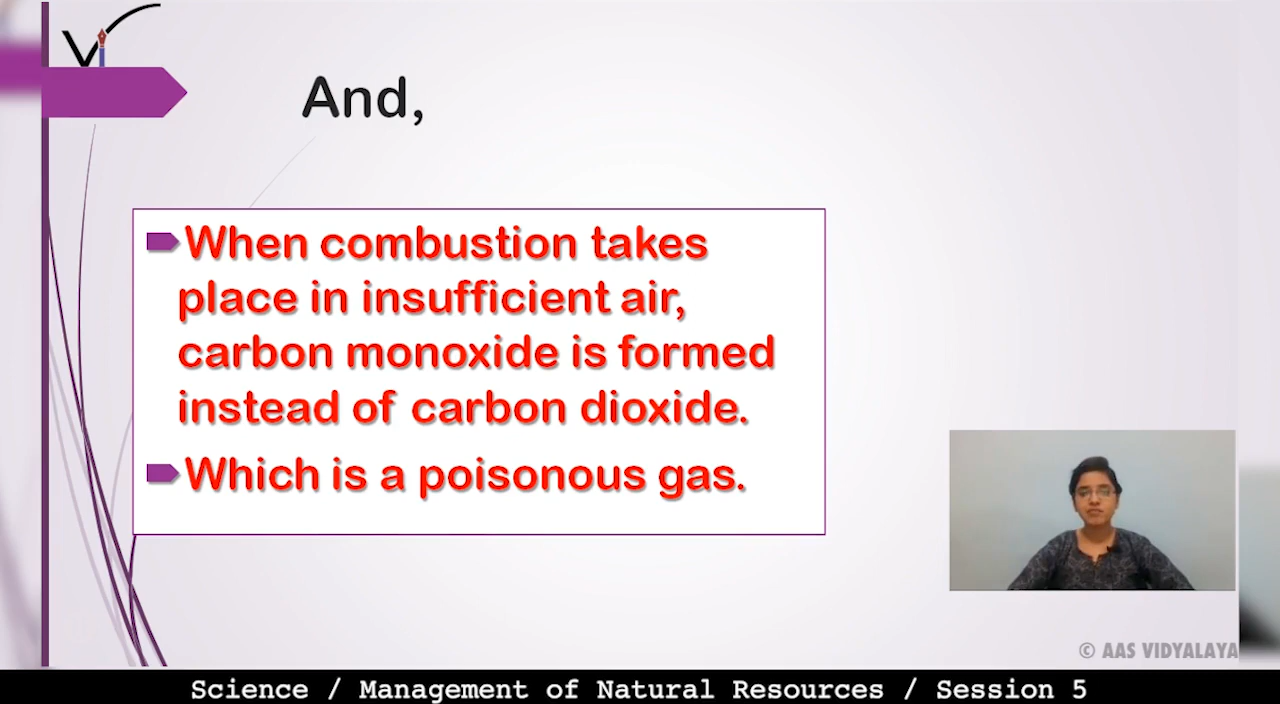 And,
When combustion takes
place in insufficient air,
carbon monoxide is formed
instead of carbon dioxide.
Which is a poisonous gas.
© AAS VIDYALAYA
Science / Management of Natural Resources / Session 5